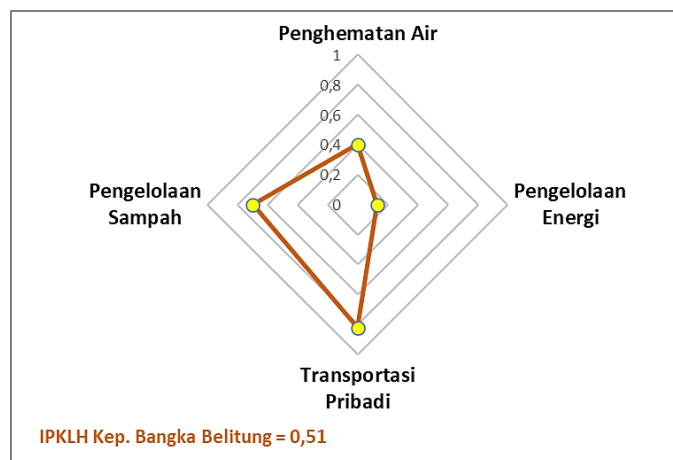 Penghematan Air
1
0,8
0,6
0,4
0,2
0
Pengelolaan
Sampah
Pengelolaan
Energi
Transportasi
Pribadi
IPKLH Kep. Bangka Belitung = 0,51